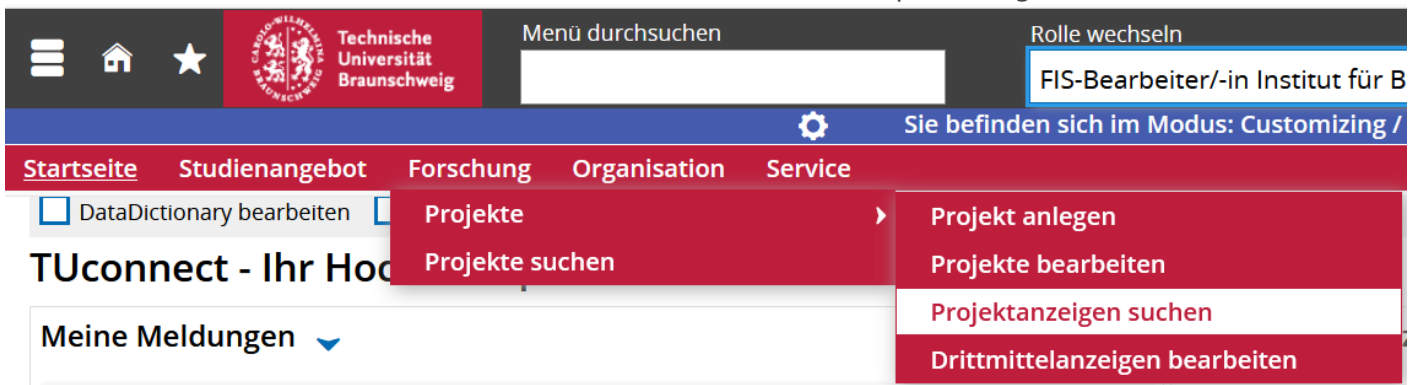 Technische
Universität
Braunschweig
Menü durchsuchen
Rolle wechseln
FIS-Bearbeiter/-in Institut für B
Sie befinden sich im Modus: Customizing /
Startseite Studienangebot Forschung Organisation Service
DataDictionary bearbeiten
Projekte
Projekt anlegen
Projekte suchen
Projekte bearbeiten
TUconnect - Ihr Hoc
Projektanzeigen suchen
Meine Meldungen
Drittmittelanzeigen bearbeiten